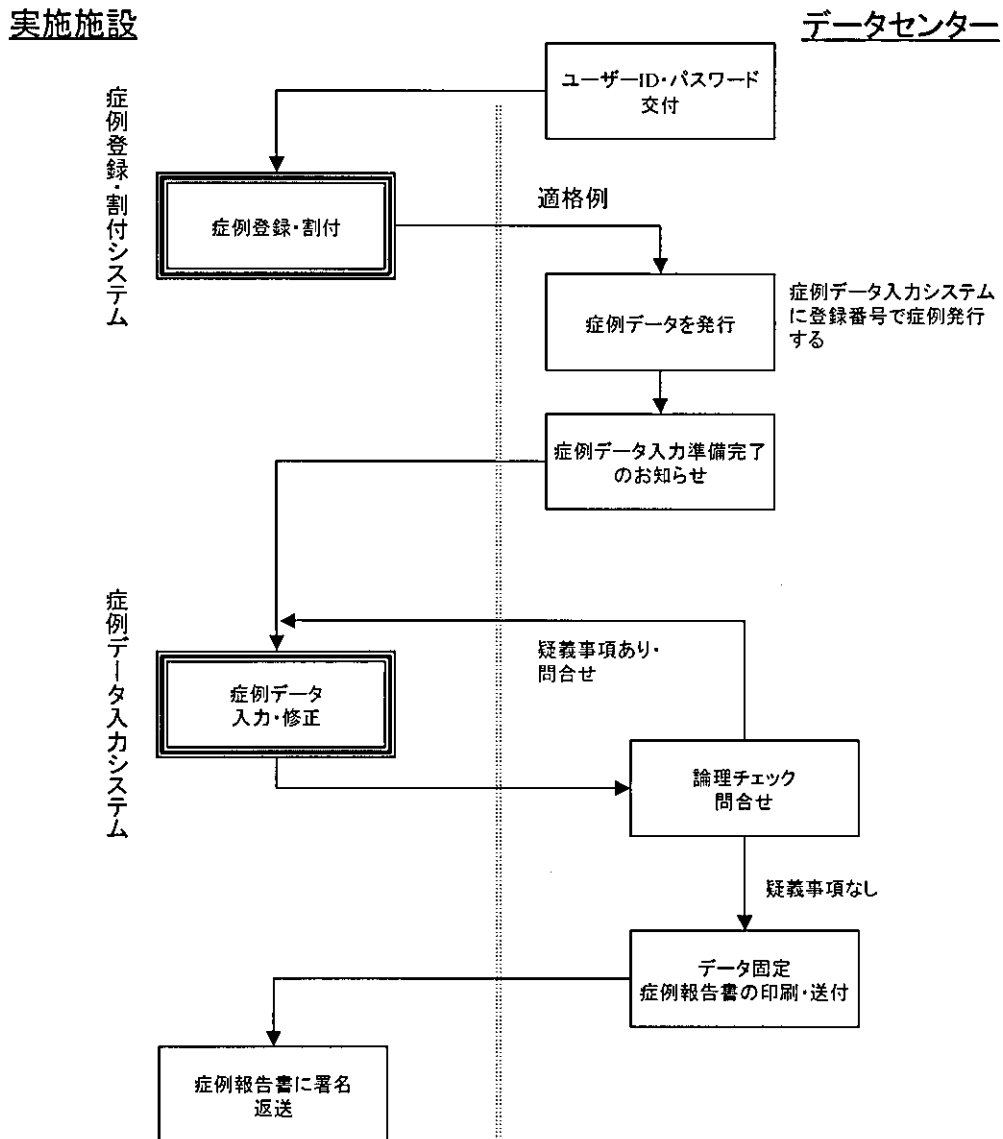 実施施設
データセンター
ユーザーID・パスワード
交付
症例登録・割付システム
症例登録・割付
適格例
症例データを発行
症例データ入力システム
に登録番号で症例発行
する
症例データ入力準備完了
のお知らせ
症例データ入力システム
疑義事項あり・
問合せ
症例データ
入力・修正
論理チェック
問合せ
疑義事項なし
データ固定
症例報告書の印刷・送付
症例報告書に署名
返送